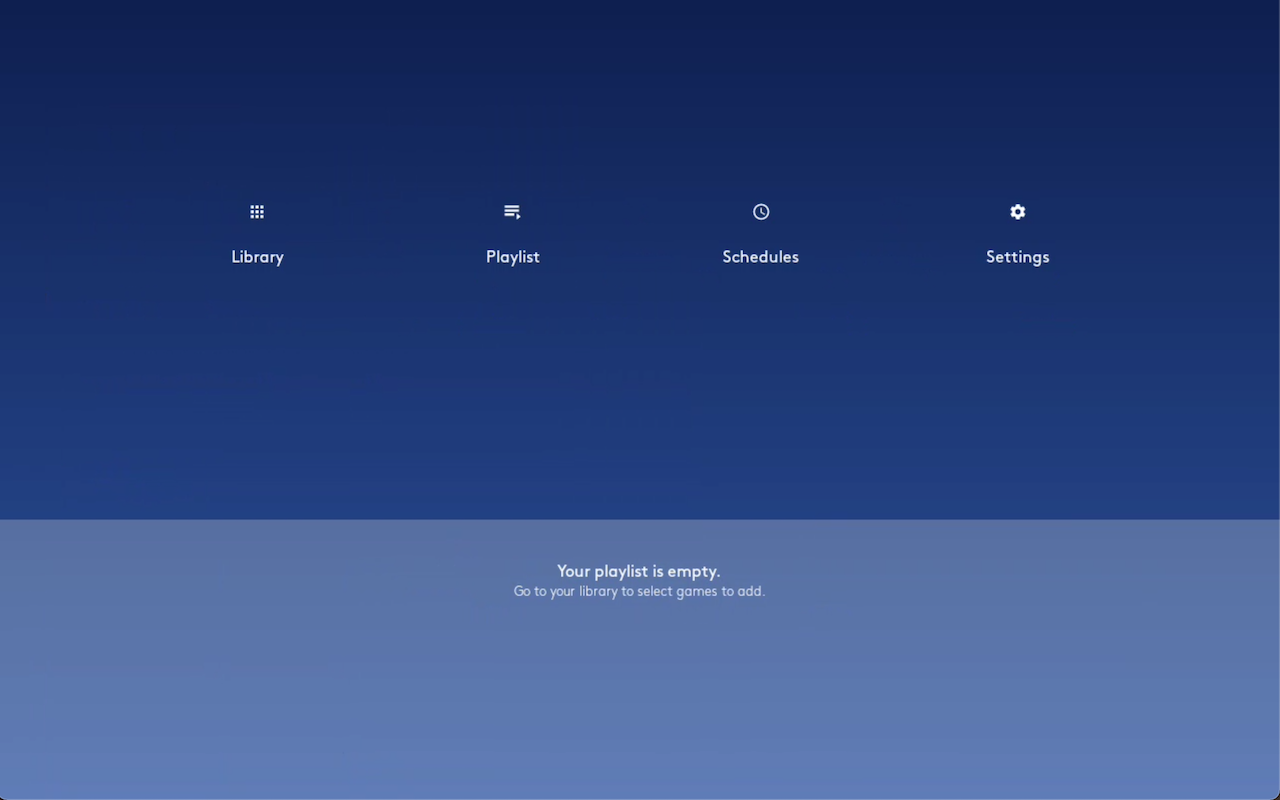 Library
Playlist
Schedules
Settings
Your playlist is empty.
Go to your library to select games to add.